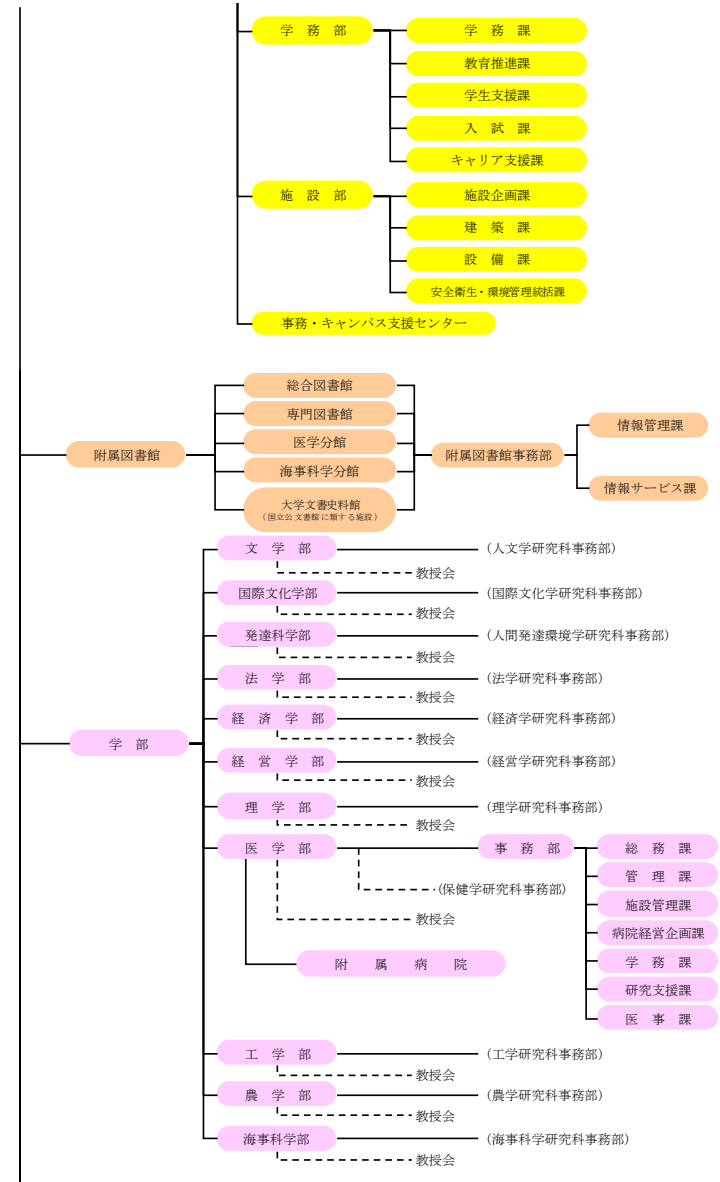 学務部
学務課
教育推進課
学生支援課
入試課
キャリア支援課
施設部
施設企画課
建築課
設備課
安全衛生・環境管理統括課
事務・キャンパス支援センター
附属図書館
総合図書館
専門図書館
医学分館
海事科学分館
大学文書史料館
(国立公文書館に類する施設)
附属図書館事務部
情報管理課
情報サービス課
学部
文学部
(人文学研究科事務部)
教授会
国際文化学部
(国際文化学研究科事務部)
教授会
発達科学部
(人間発達環境学研究科事務部)
教授会
法学部
(法学研究科事務部)
教授会
経済学部
(経済学研究科事務部)
教授会
経営学部
(経営学研究科事務部)
教授会
理学部
(理学研究科事務部)
教授会
医学部
事務部
総務課
管理課
施設管理課
病院経営企画課
学務課
研究支援課
医事課
(保健学研究科事務部)
教授会
附属病院
工学部
(工学研究科事務部)
教授会
農学部
(農学研究科事務部)
教授会
海事科学部
(海事科学研究科事務部)
教授会